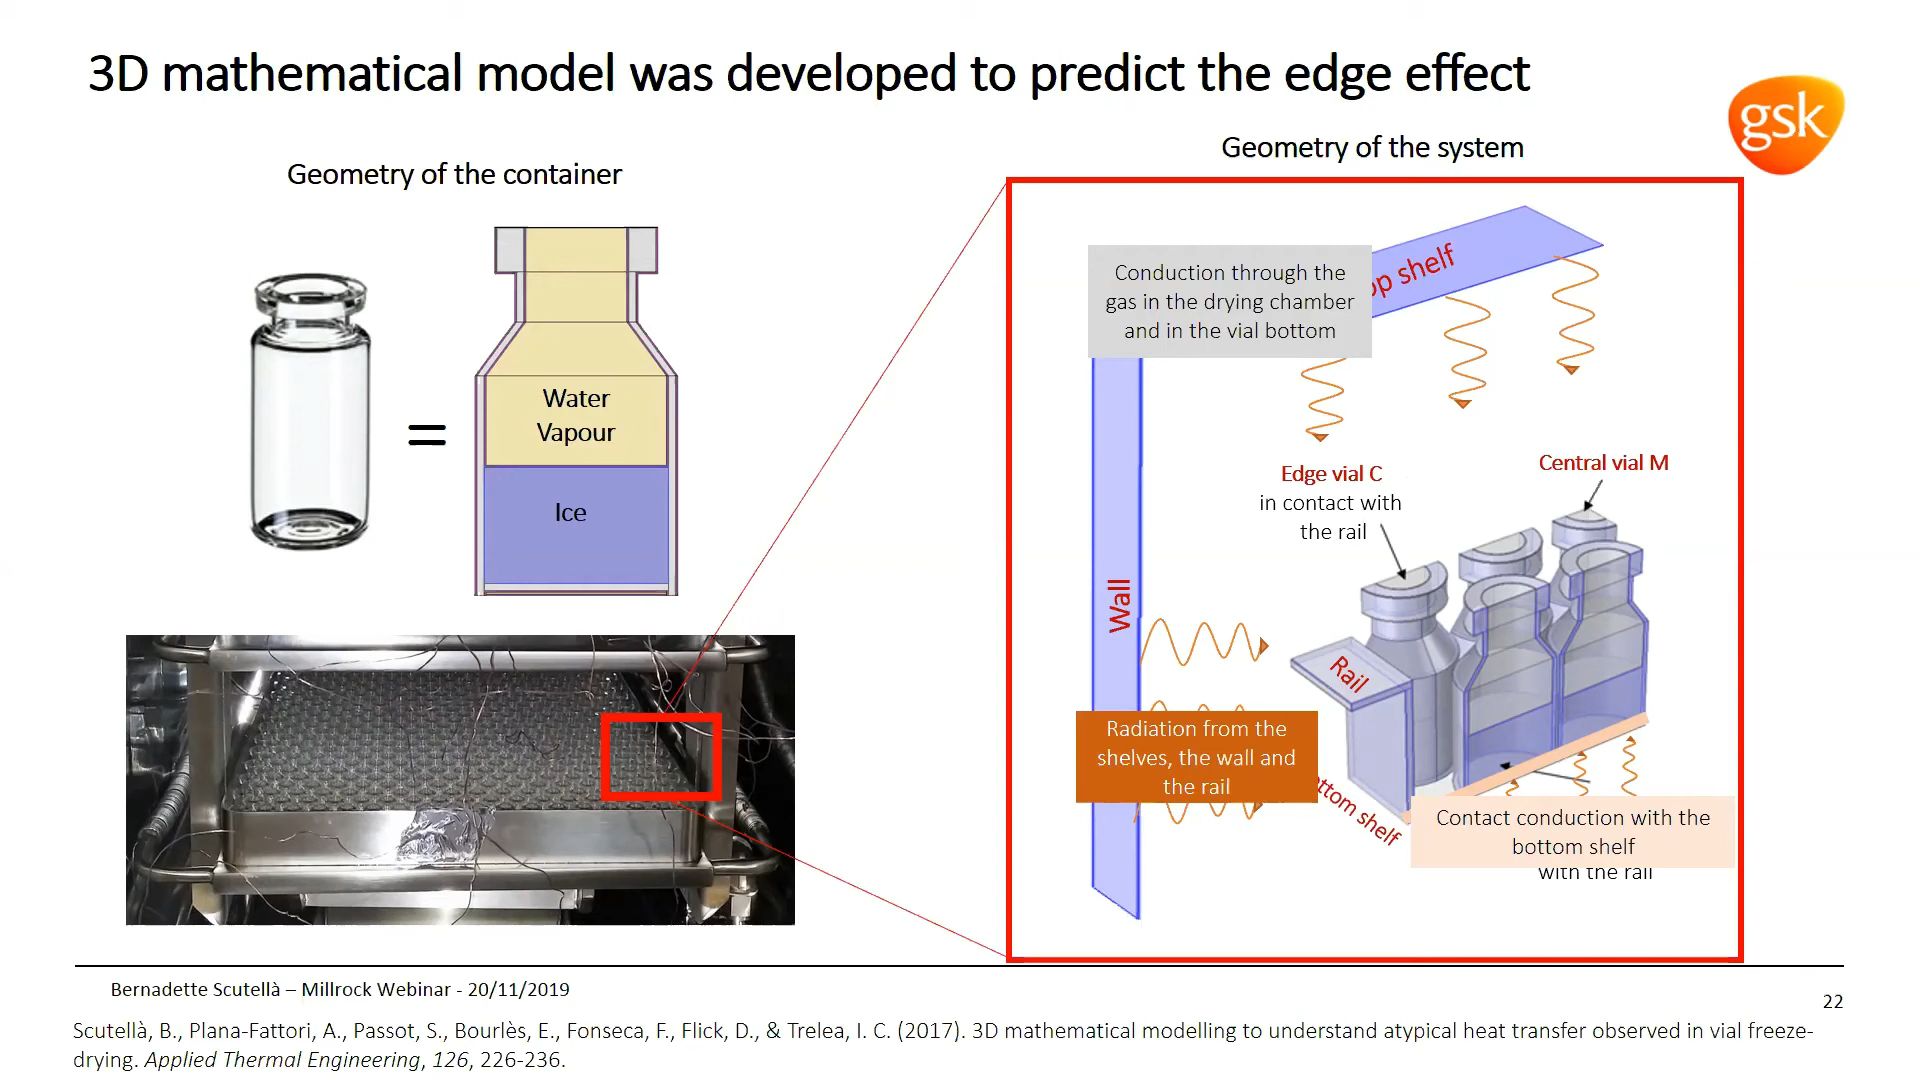 3D mathematical model was developed to predict the edge effect
gsk
Geometry of the container
Geometry of the system
Water
Vapour
Ice
Conduction through the
gas in the drying chamber
and in the vial bottom
op shelf
Edge vial C
in contact with
the rail
Central vial M
Wall
Rail
Radiation from the
shelves, the wall and
the rail
ttom shelf
Contact conduction with the
bottom shelf
with the rail
Bernadette Scutellà – Millrock Webinar - 20/11/2019
22
Scutellà, B., Plana-Fattori, A., Passot, S., Bourlès, E., Fonseca, F., Flick, D., & Trelea, I. C. (2017). 3D mathematical modelling to understand atypical heat transfer observed in vial freeze-
drying. Applied Thermal Engineering, 126, 226-236.